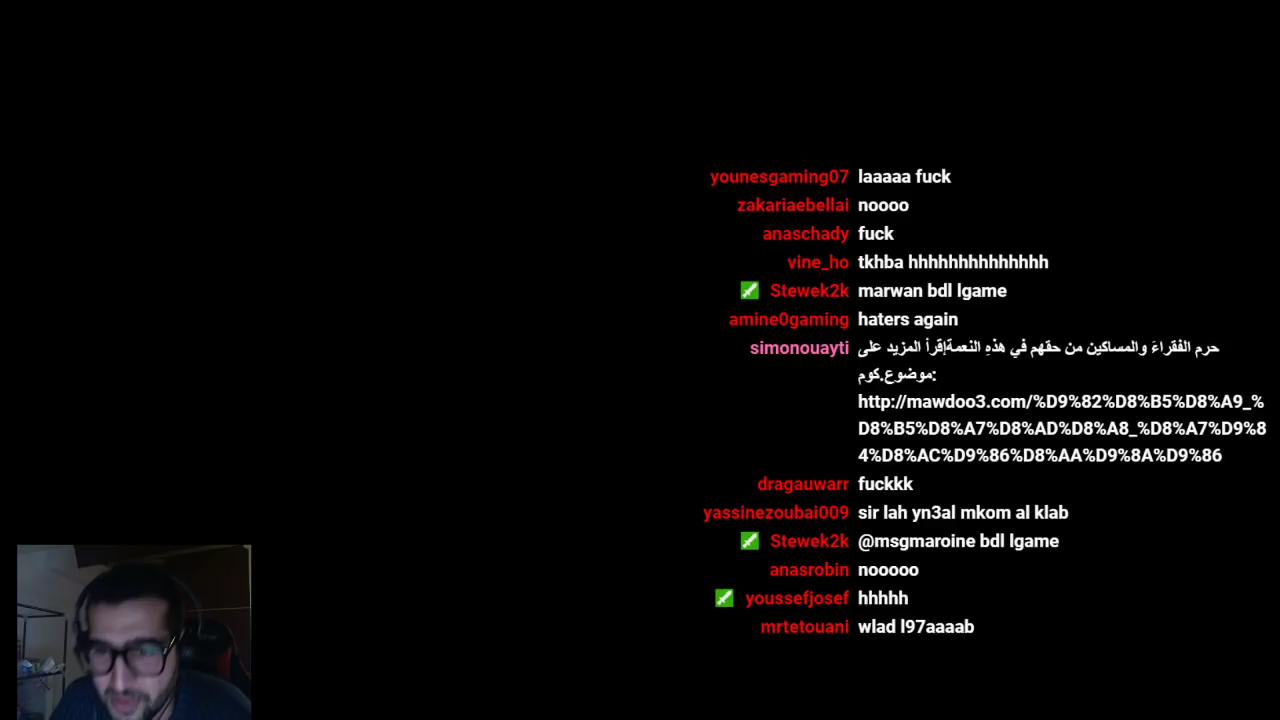 younesgaming07 laaaaa fuck
zakariaebellai noooo
anaschady fuck
vine_ho tkhba hhhhhhhhhhhhhh
Stewek2k marwan bdl lgame
amine0gaming haters again
simonouayti حرم الفقراءَ والمساكين من حقهم في هذهِ النعمةإقرأ المزيد على
موضوع.كوم:
http://mawdoo3.com/%D9%82%D8%B5%D8%A9_%
D8%B5%D8%A7%D8%AD%D8%A8_%D8%A7%D9%8
4%D8%AC%D9%86%D8%AA%D9%8A%D9%86
dragauwarr fuckkk
yassinezoubai009 sir lah yn3al mkom al klab
Stewek2k @msgmaroine bdl lgame
anasrobin nooooo
youssefjosef hhhhh
mrtetouani wlad l97aaaab